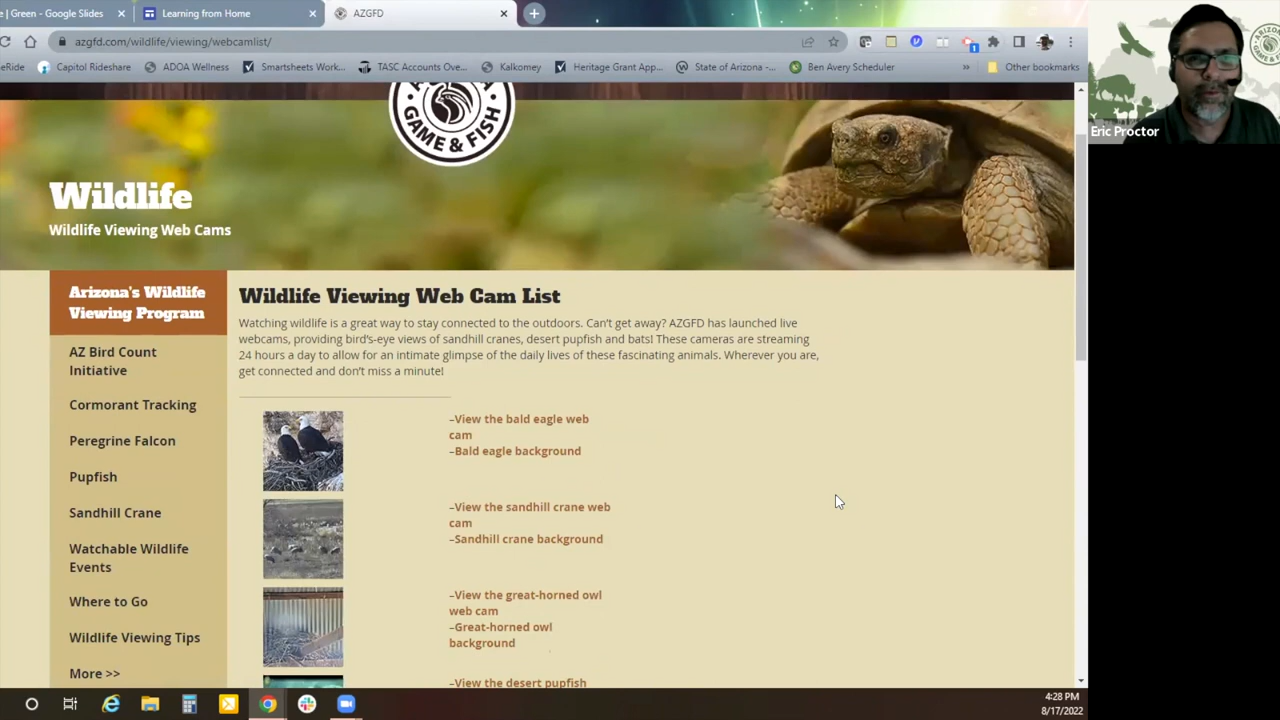 e | Green - Google Slides
Learning from Home
AZGFD
azgfd.com/wildlife/viewing/webcamlist/
eRide
Capitol Rideshare
ADOA Wellness
Smartsheets Work...
TASC Accounts Ove...
Kalkomey
Heritage Grant App...
State of Arizona -...
Ben Avery Scheduler
»
Other bookmarks
GAME & FISH
Wildlife
Wildlife Viewing Web Cams
Arizona's Wildlife
Viewing Program
AZ Bird Count
Initiative
Cormorant Tracking
Peregrine Falcon
Pupfish
Sandhill Crane
Watchable Wildlife
Events
Where to Go
Wildlife Viewing Tips
More >>
Wildlife Viewing Web Cam List
Watching wildlife is a great way to stay connected to the outdoors. Can't get away? AZGFD has launched live
webcams, providing bird's-eye views of sandhill cranes, desert pupfish and bats! These cameras are streaming
24 hours a day to allow for an intimate glimpse of the daily lives of these fascinating animals. Wherever you are,
get connected and don't miss a minute!
–View the bald eagle web
cam
–Bald eagle background
–View the sandhill crane web
cam
–Sandhill crane background
–View the great-horned owl
web cam
–Great-horned owl
background
–View the desert pupfish
Eric Proctor
4:28 PM
8/17/2022